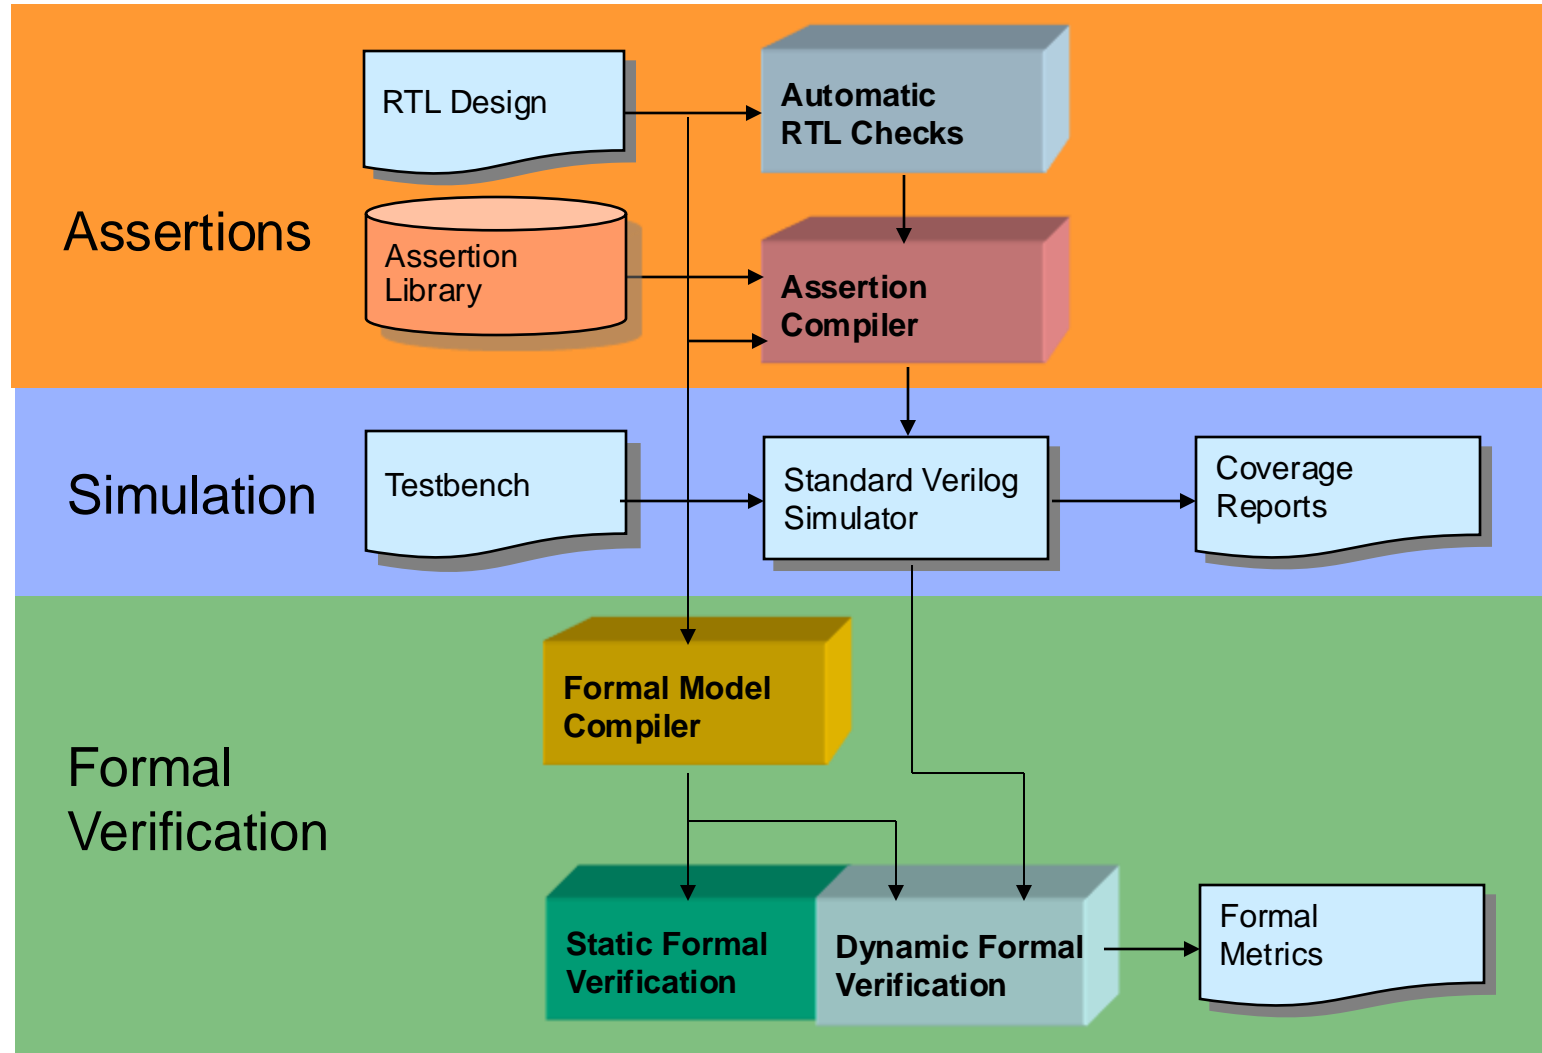 RTL Design
Automatic
RTL Checks
Assertions
Assertion
Library
Assertion
Compiler
Simulation
Testbench
Standard Verilog
Simulator
Coverage
Reports
Formal
Verification
Formal Model
Compiler
Static Formal
Verification
Dynamic Formal
Verification
Formal
Metrics